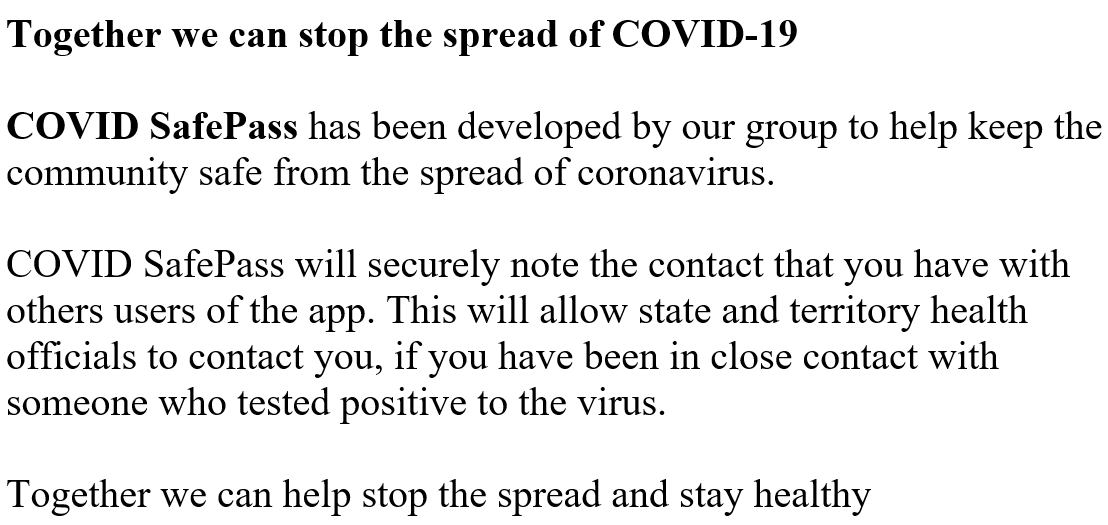 Together we can stop the spread of COVID-19
COVID SafePass has been developed by our group to help keep the
community safe from the spread of coronavirus.
COVID SafePass will securely note the contact that you have with
others users of the app. This will allow state and territory health
officials to contact you, if you have been in close contact with
someone who tested positive to the virus.
Together we can help stop the spread and stay healthy